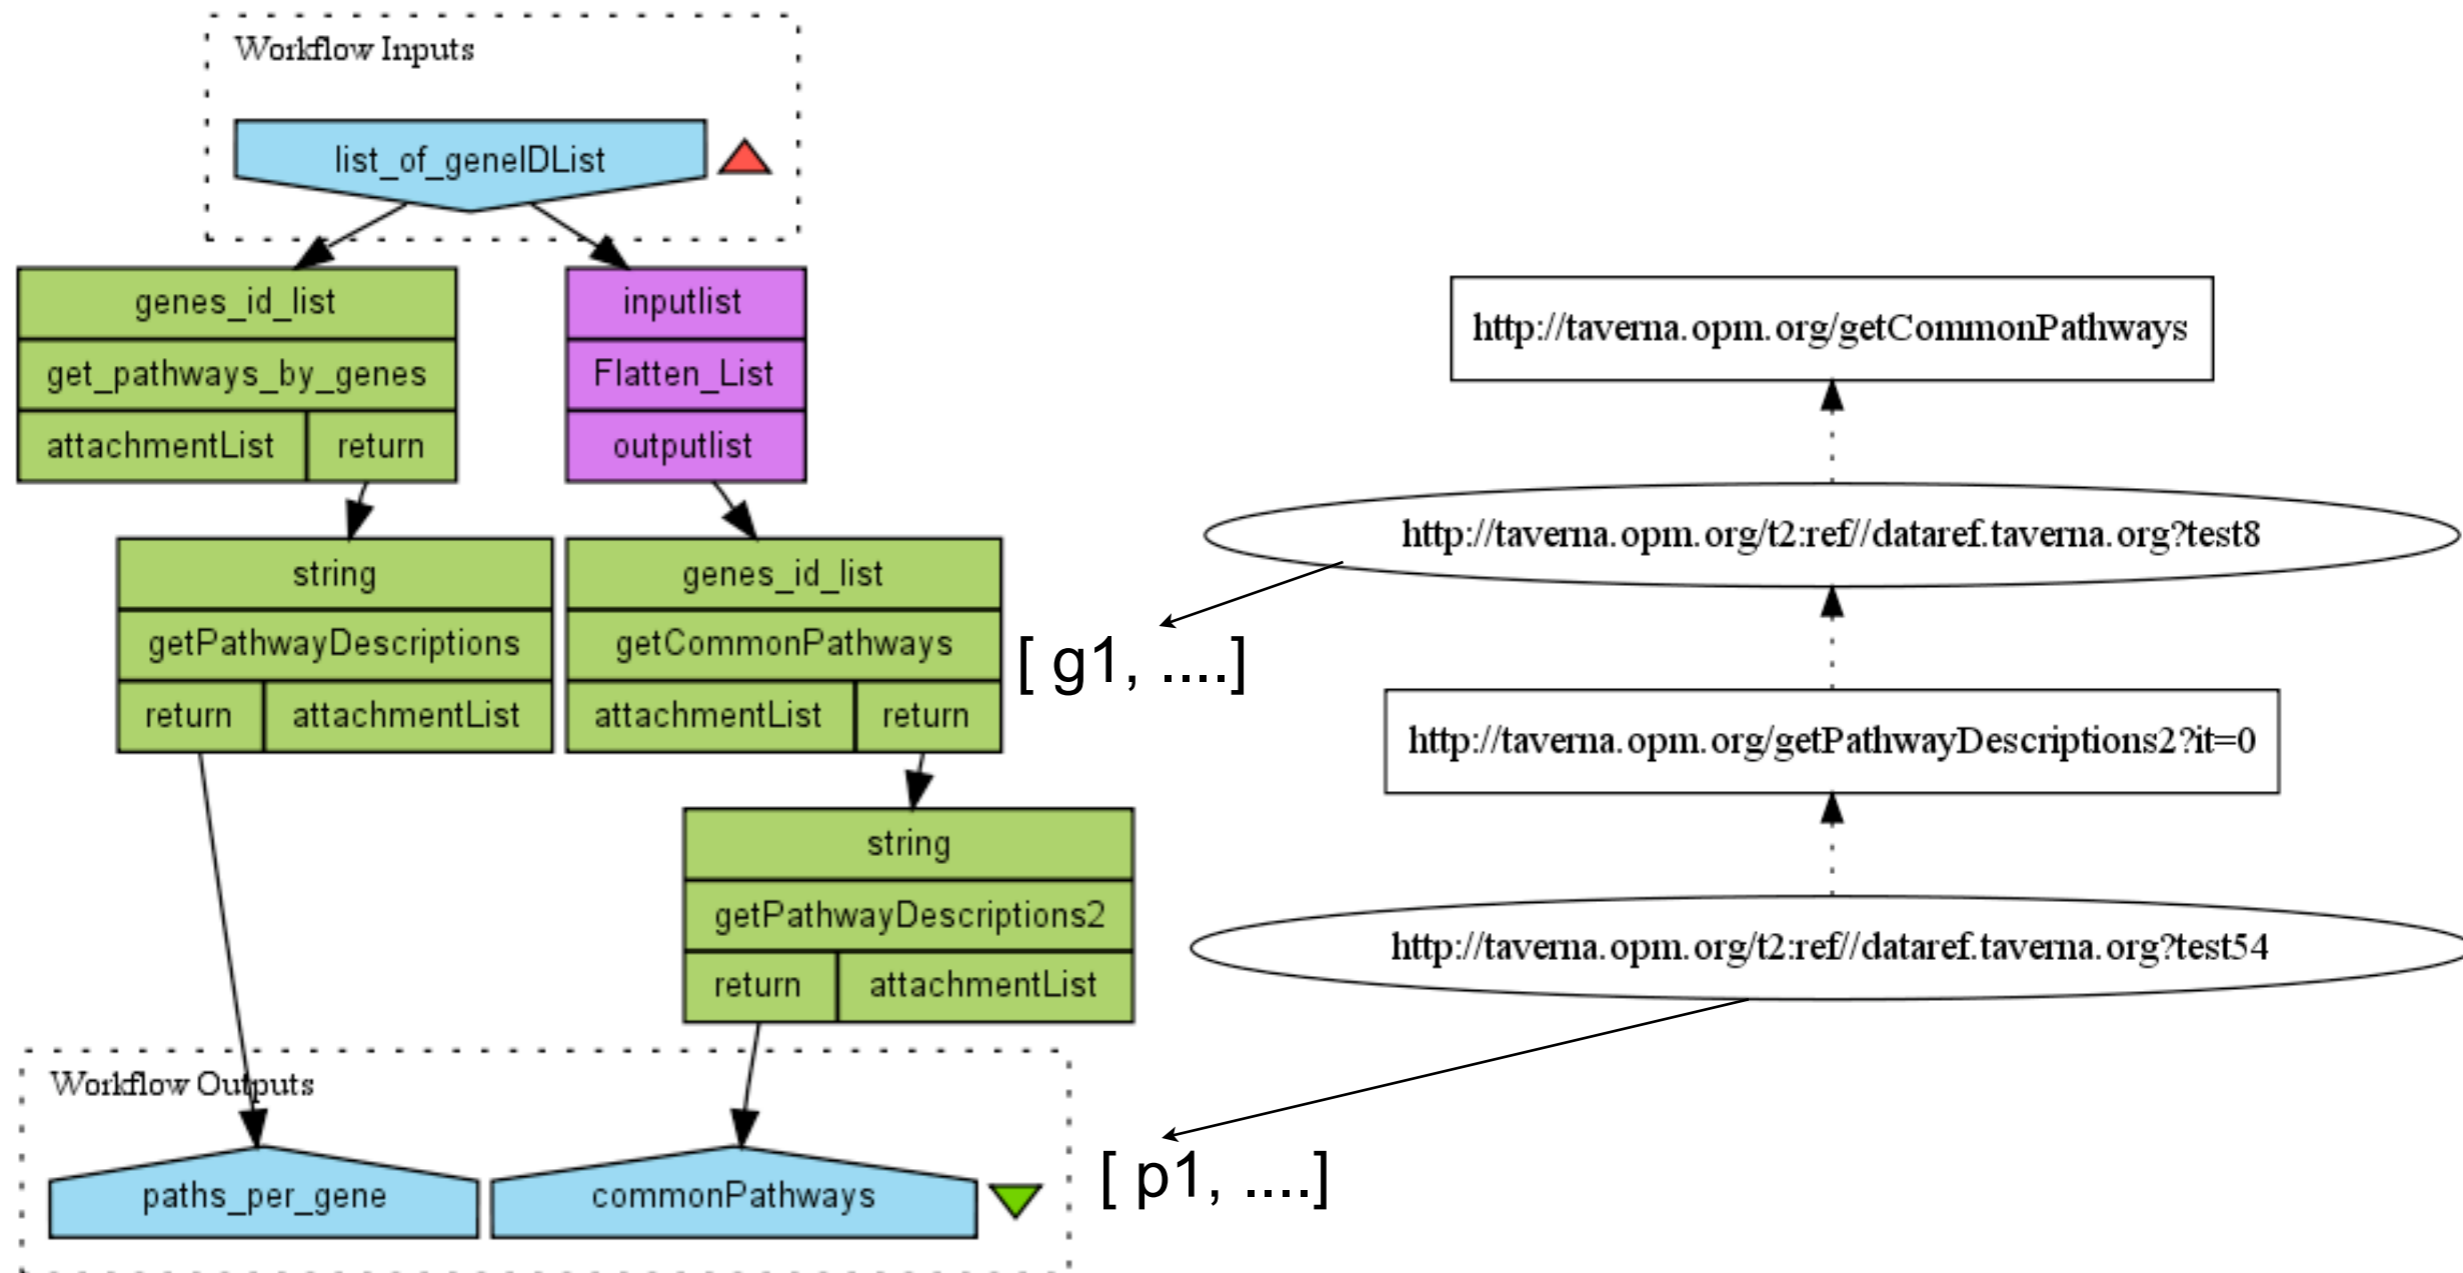 Workflow Inputs
list_of_geneIDList
genes_id_list
get_pathways_by_genes
attachmentList return
inputlist
Flatten_List
outputlist
string
getPathwayDescriptions
return attachmentList
genes_id_list
getCommonPathways
attachmentList return
string
getPathwayDescriptions2
return attachmentList
Workflow Outputs
paths_per_gene
commonPathways
http://taverna.opm.org/getCommonPathways
http://taverna.opm.org/t2:ref//dataref.taverna.org?test8
[ g1, ....]
http://taverna.opm.org/getPathwayDescriptions2?it=0
http://taverna.opm.org/t2:ref//dataref.taverna.org?test54
[ p1, ....]